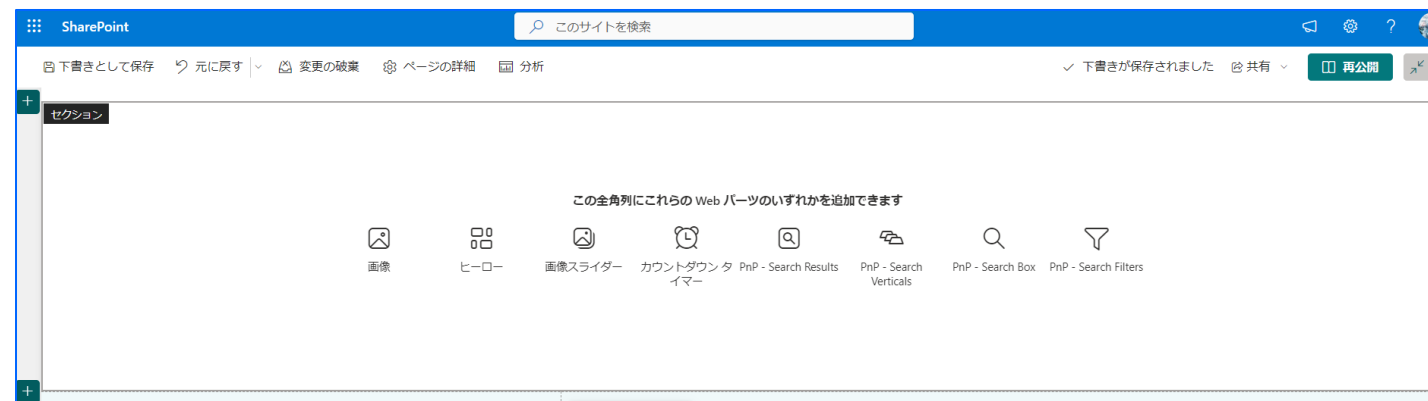 SharePoint
このサイトを検索
?
下書きとして保存
元に戻す
変更の破棄
ページの詳細
分析
下書きが保存されました
共有
再公開
セクション
この全角列にこれらの Web パーツのいずれかを追加できます
画像
ヒーロー
画像スライダー
カウントダウン タ
イマー
PnP - Search Results
PnP - Search
Verticals
PnP - Search Box
PnP - Search Filters